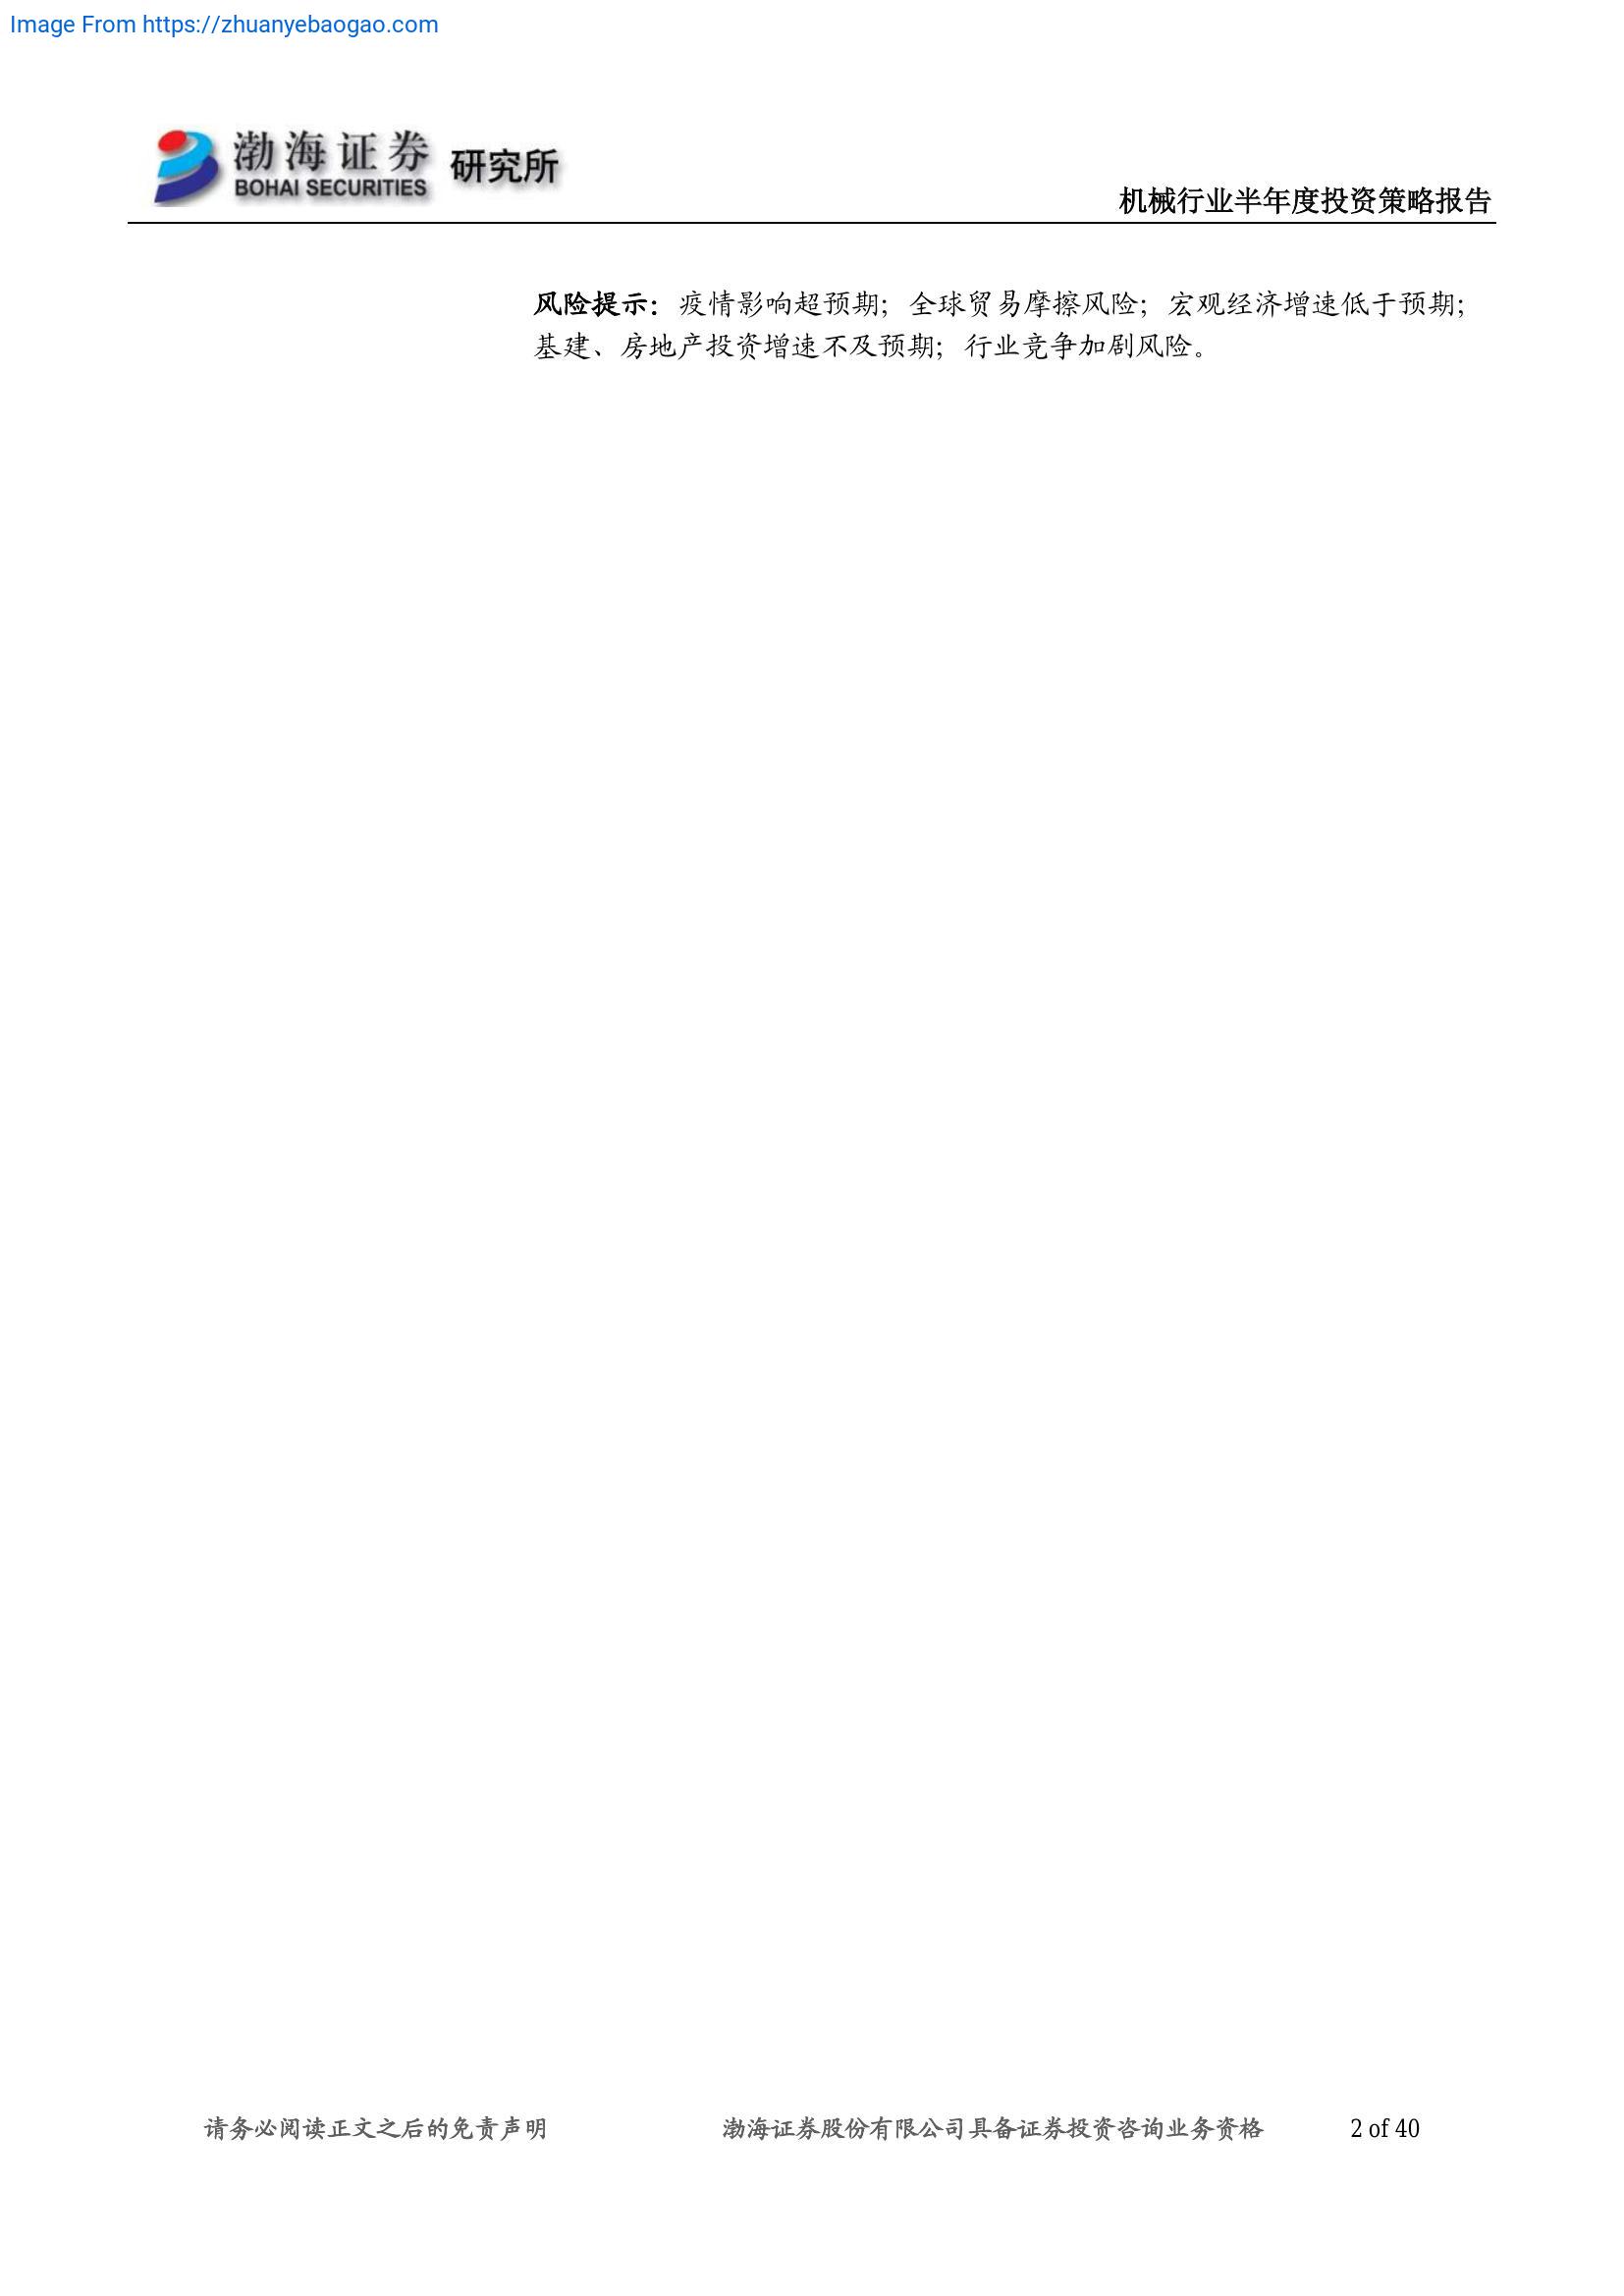 Image From https://zhuanyebaogao.com
渤海证券 研究所
BOHAI SECURITIES
机械行业半年度投资策略报告
风险提示：疫情影响超预期；全球贸易摩擦风险；宏观经济增速低于预期；
基建、房地产投资增速不及预期；行业竞争加剧风险。
请务必阅读正文之后的免责声明 渤海证券股份有限公司具备证券投资咨询业务资格 2 of 40